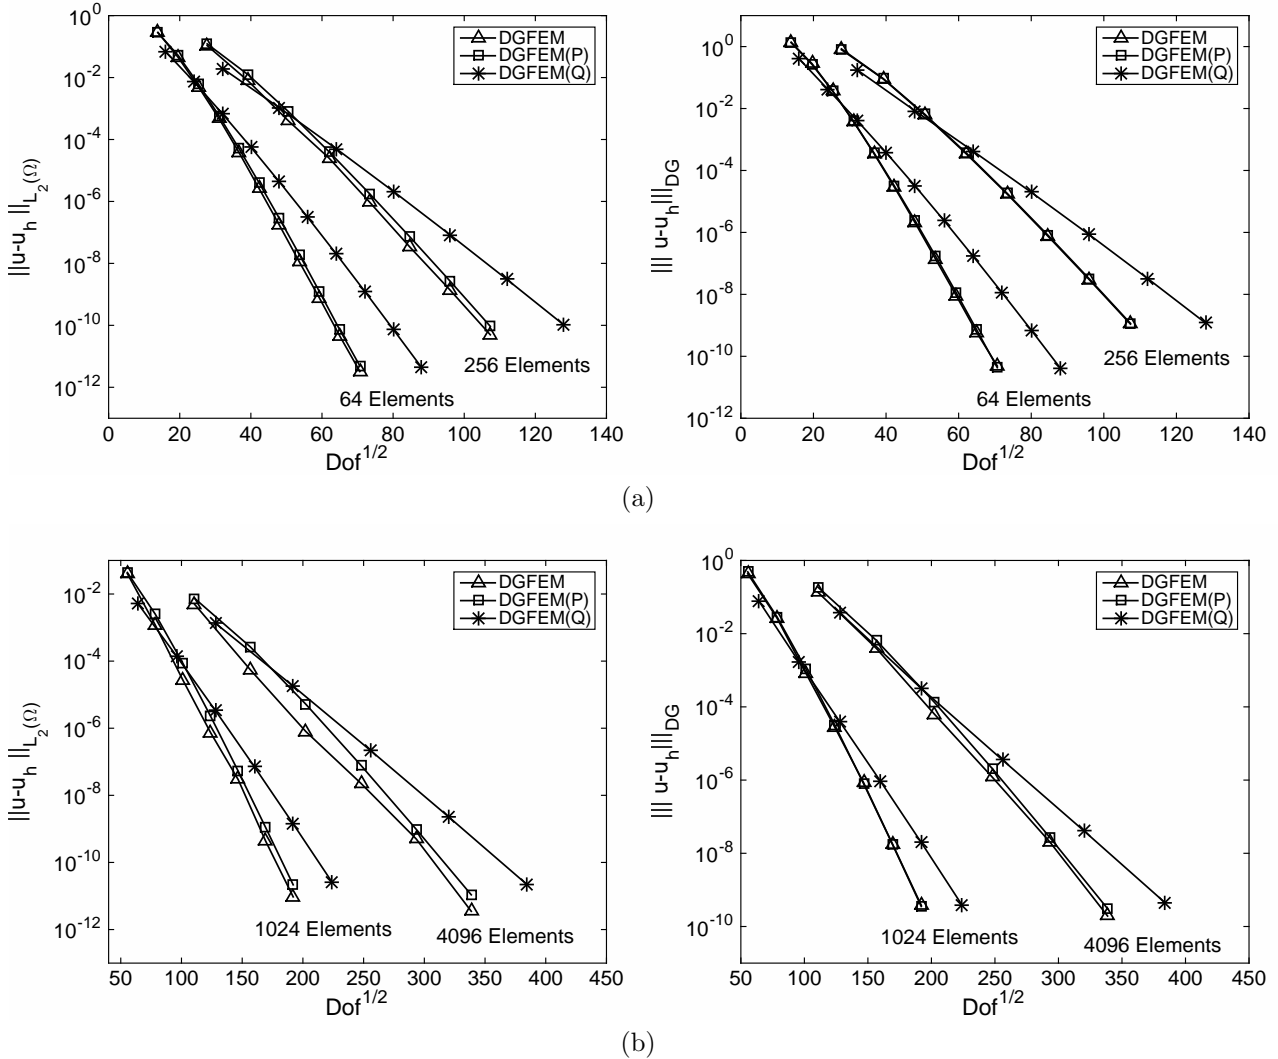 10^0
10^-2
10^-4
10^-6
10^-8
10^-10
10^-12
||u-u_h ||_{L_2(Ω)}
DGFEM
DGFEM(P)
DGFEM(Q)
256 Elements
64 Elements
0 20 40 60 80 100 120 140
Dof^{1/2}
10^0
10^-2
10^-4
10^-6
10^-8
10^-10
10^-12
||| u-u_h|||_{DG}
DGFEM
DGFEM(P)
DGFEM(Q)
256 Elements
64 Elements
0 20 40 60 80 100 120 140
Dof^{1/2}
(a)
10^-2
10^-4
10^-6
10^-8
10^-10
10^-12
||u-u_h ||_{L_2(Ω)}
DGFEM
DGFEM(P)
DGFEM(Q)
1024 Elements
4096 Elements
50 100 150 200 250 300 350 400 450
Dof^{1/2}
10^0
10^-2
10^-4
10^-6
10^-8
10^-10
||| u-u_h|||_{DG}
DGFEM
DGFEM(P)
DGFEM(Q)
1024 Elements
4096 Elements
50 100 150 200 250 300 350 400 450
Dof^{1/2}
(b)